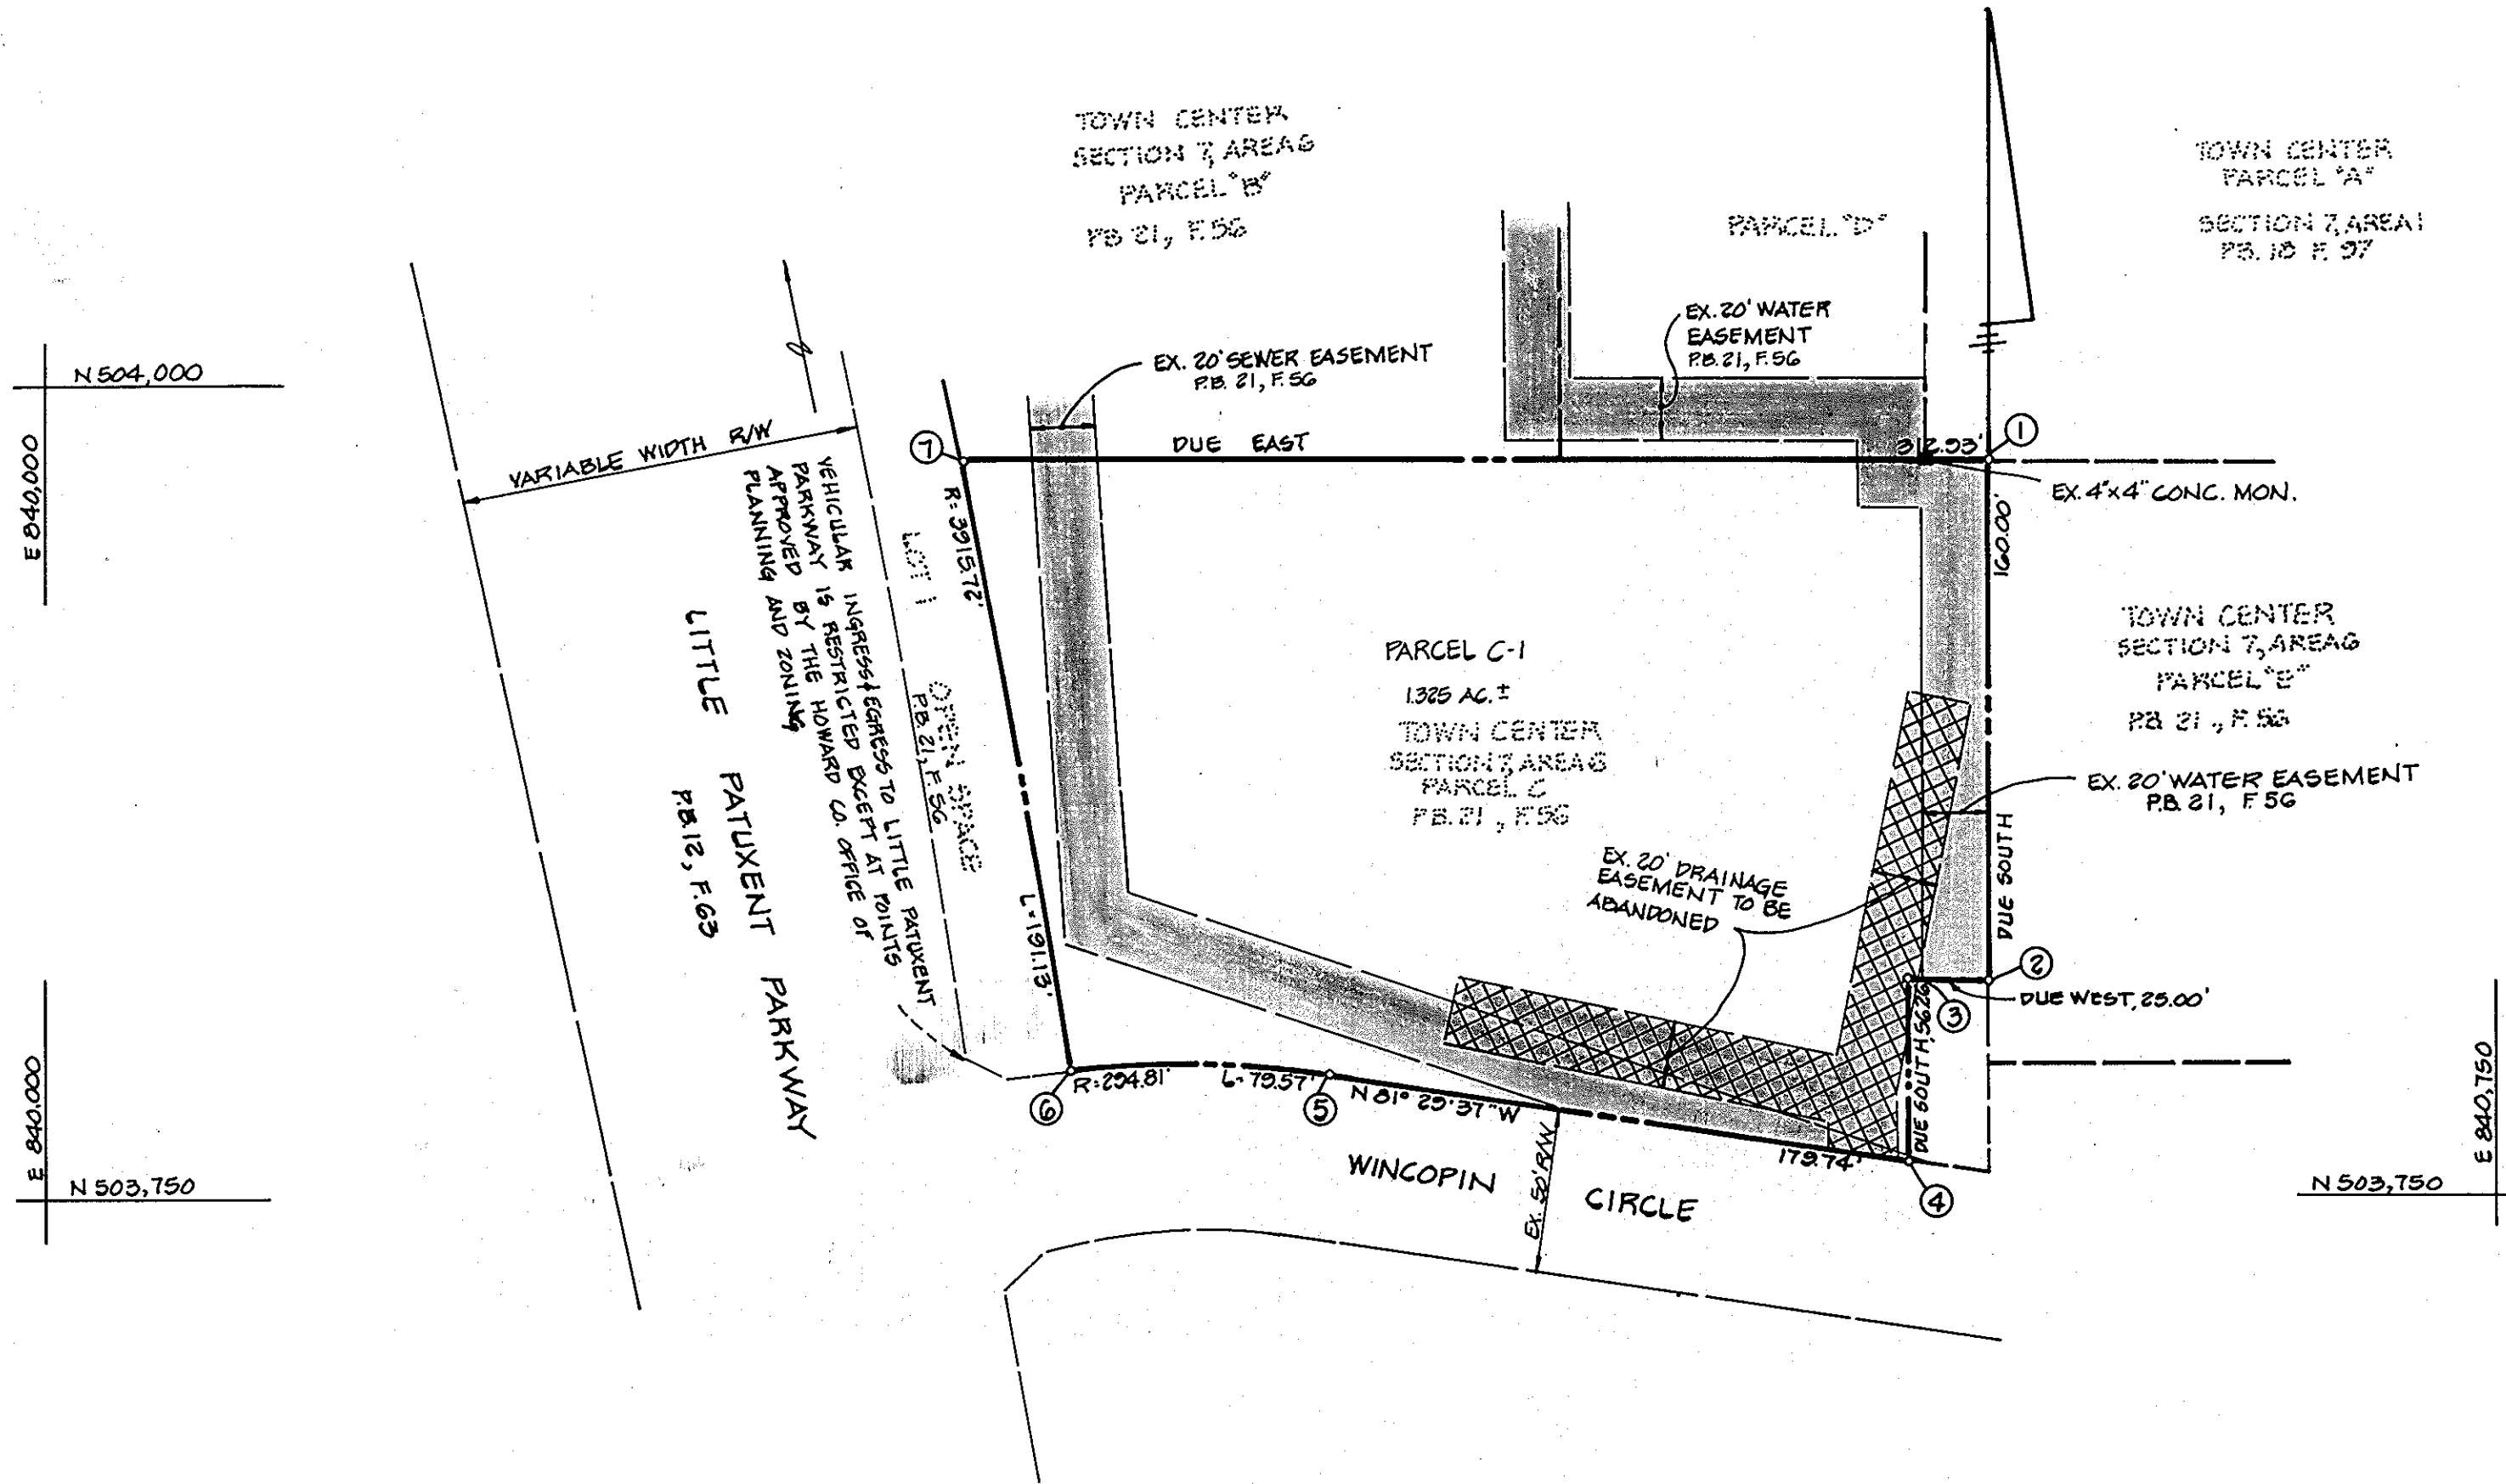 TOWN CENTER
SECTION 7, AREA 6
PARCEL "B"
P.B. 21, F. 56
TOWN CENTER
PARCEL "A"
SECTION 7, AREA 1
P.B. 18 F. 97
PARCEL "D"
EX. 20' WATER
EASEMENT
P.B. 21, F. 56
EX. 20' SEWER EASEMENT
P.B. 21, F. 56
N 504,000
E 840,000
VARIABLE WIDTH R/W
7
DUE EAST
312.93'
1
EX. 4"x4" CONC. MON.
160.00'
DUE SOUTH
R=3915.72'
L=191.13'
VEHICULAR INGRESS & EGRESS TO LITTLE PATUXENT
PARKWAY IS RESTRICTED EXCEPT AT POINTS
APPROVED BY THE HOWARD CO. OFFICE OF
PLANNING AND ZONING
LOT 1 OPEN SPACE
P.B. 21, F. 56
LITTLE PATUXENT PARKWAY
P.B. 12, F. 63
PARCEL C-1
1.325 AC. ±
TOWN CENTER
SECTION 7, AREA 6
PARCEL C
P.B. 21, F. 56
TOWN CENTER
SECTION 7, AREA 6
PARCEL "E"
P.B. 21, F. 56
EX. 20' WATER EASEMENT
P.B. 21, F. 56
EX. 20' DRAINAGE
EASEMENT TO BE
ABANDONED
2
DUE WEST, 25.00'
3
DUE SOUTH, 56.26'
6
R=294.81'
L=79.57'
5
N 81° 29' 37" W
179.74'
4
WINCOPIN CIRCLE
EX. 50' R/W
E 840,000
N 503,750
E 840,750
N 503,750